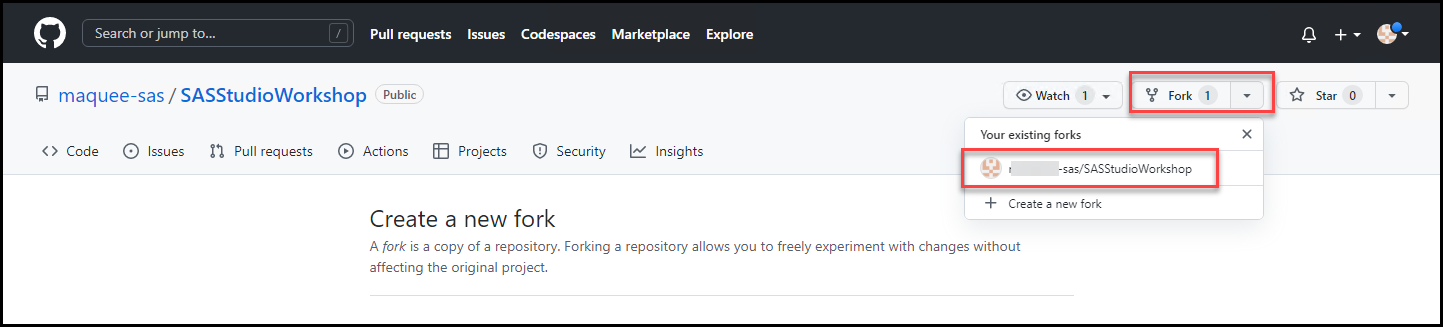 Search or jump to... /
Pull requests Issues Codespaces Marketplace Explore
maquee-sas / SASStudioWorkshop Public
Watch 1 Fork 1 Star 0
Code Issues Pull requests Actions Projects Security Insights
Your existing forks
-sas/SASStudioWorkshop
Create a new fork
Create a new fork
A fork is a copy of a repository. Forking a repository allows you to freely experiment with changes without
affecting the original project.